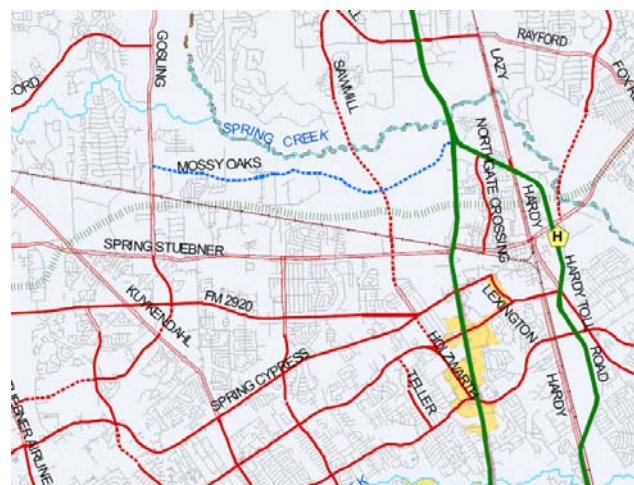 RAYFORD
GOSLING
LAZY
SAWMILL
SPRING CREEK
MOSSY OAKS
NORTHGATE CROSSING
HARDY
H
SPRING STUEBNER
HARDY TOLL ROAD
KUYKENDAHL
FM 2920
LEXINGTON
SPRING CYPRESS
HOLZWARTH
TELLER
HARDY